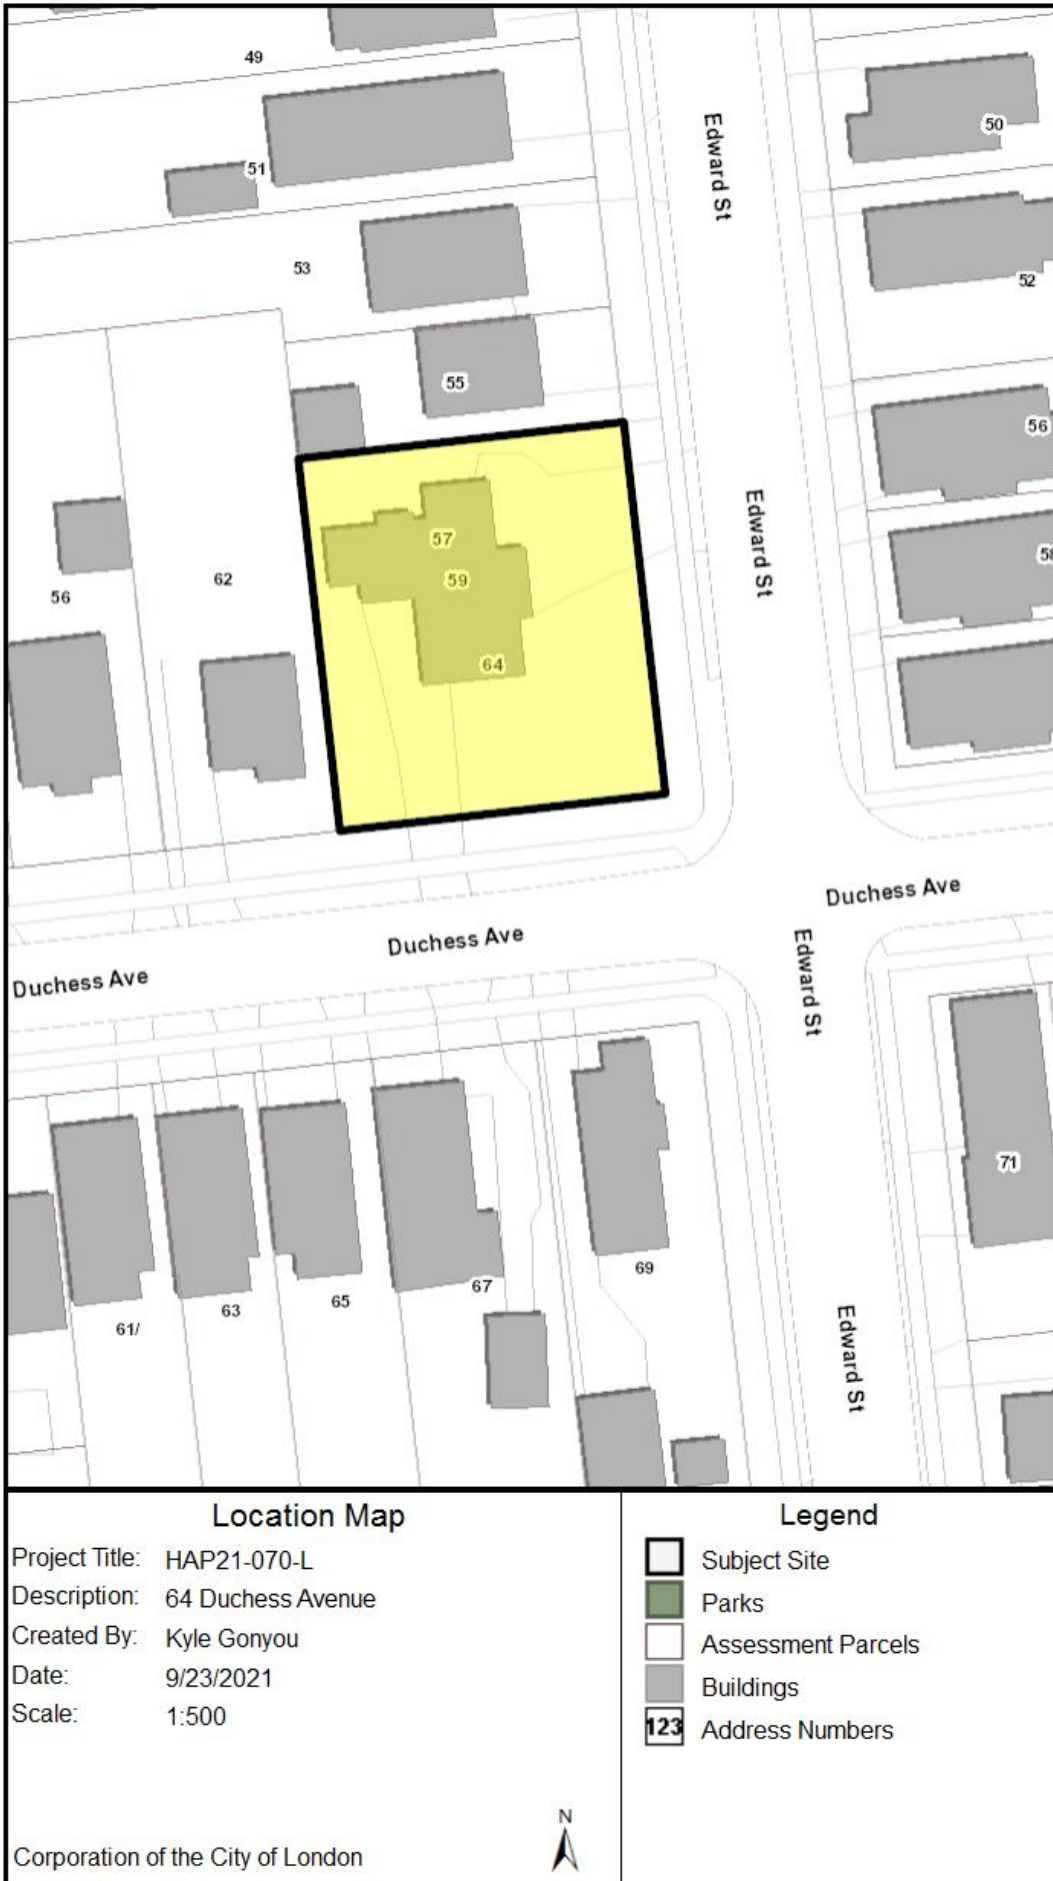 49
50
Edward St
51
53
52
55
56
Edward St
57
58
59
62
56
64
Duchess Ave
Duchess Ave
Edward St
Duchess Ave
71
69
67
65
63
61/
Edward St
Location Map
Project Title: HAP21-070-L
Description: 64 Duchess Avenue
Created By: Kyle Gonyou
Date: 9/23/2021
Scale: 1:500
N
Corporation of the City of London
Legend
Subject Site
Parks
Assessment Parcels
Buildings
123 Address Numbers